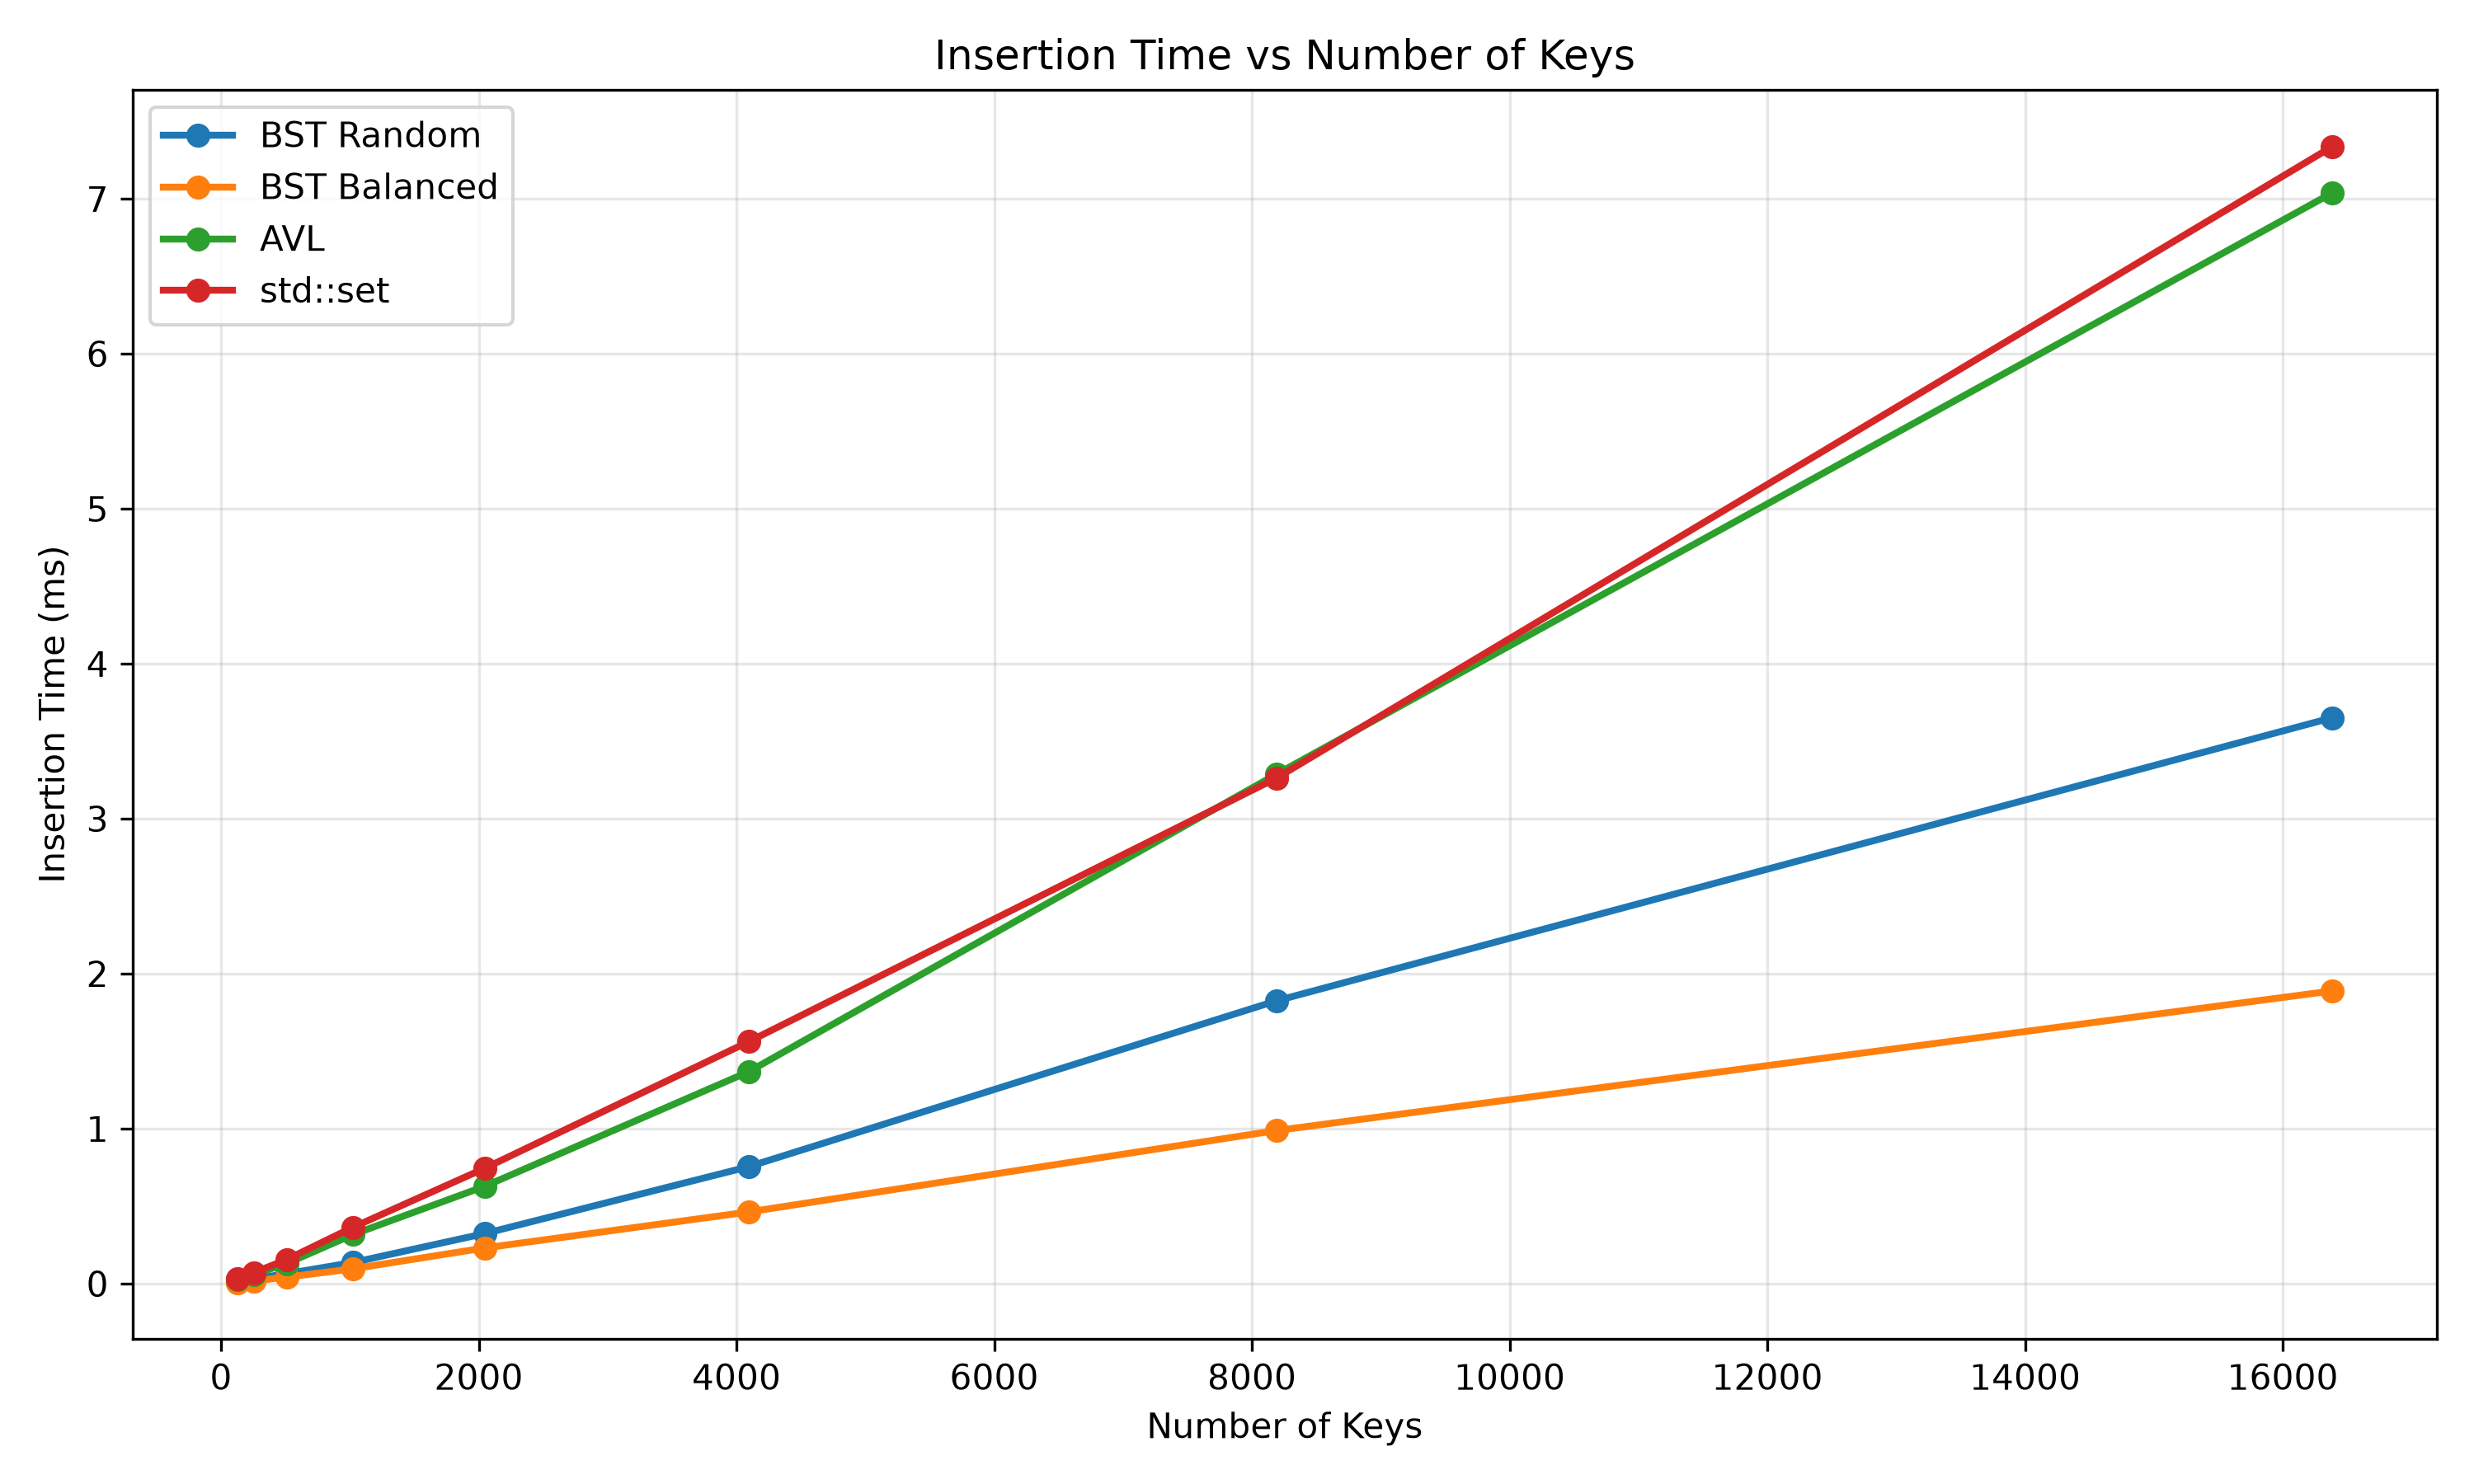 Insertion Time vs Number of Keys
BST Random
BST Balanced
AVL
std::set
Insertion Time (ms)
7
6
5
4
3
2
1
0
0 2000 4000 6000 8000 10000 12000 14000 16000
Number of Keys